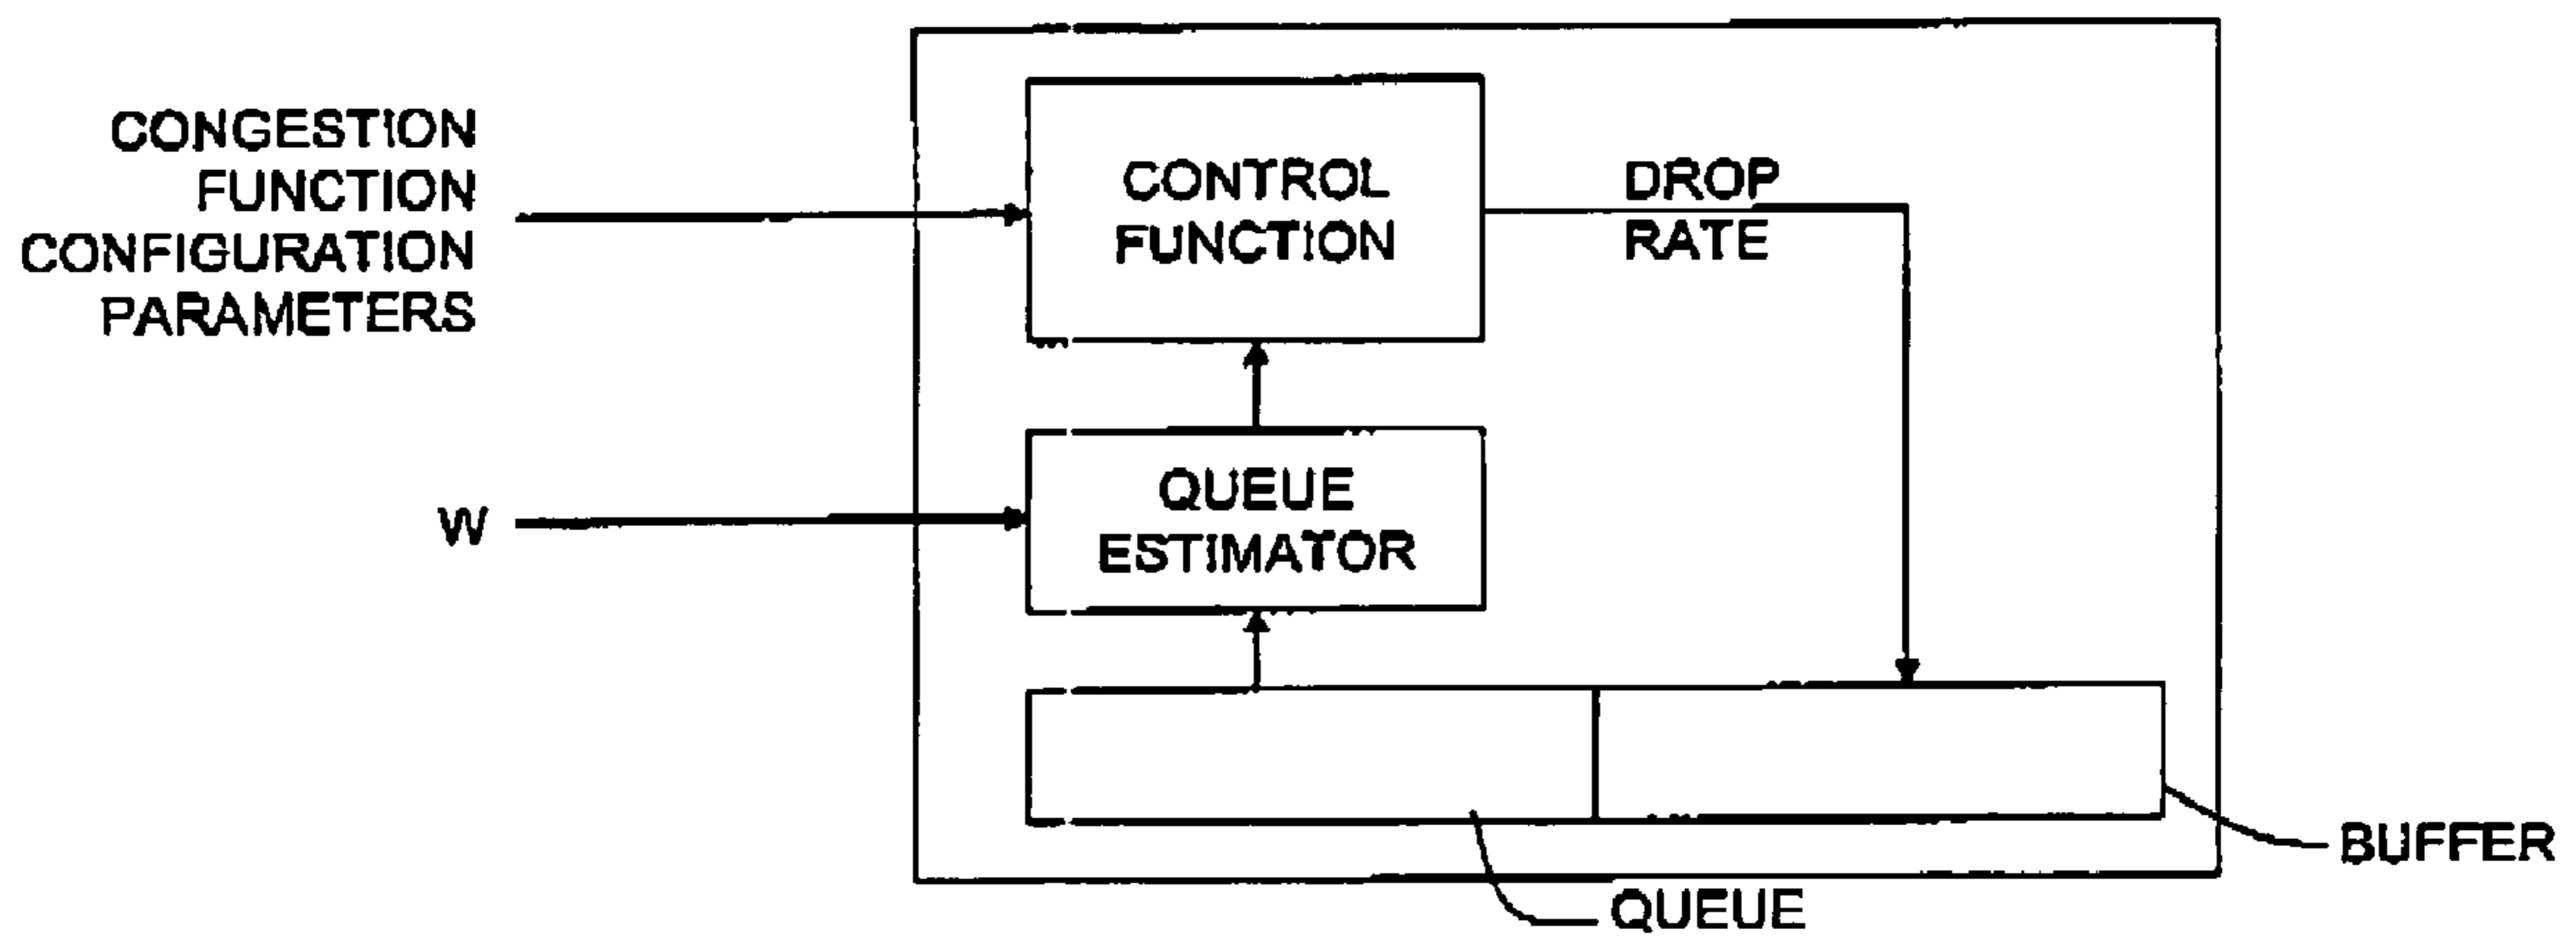 CONGESTION
FUNCTION
CONFIGURATION
PARAMETERS
CONTROL
FUNCTION
DROP
RATE
W
QUEUE
ESTIMATOR
BUFFER
QUEUE